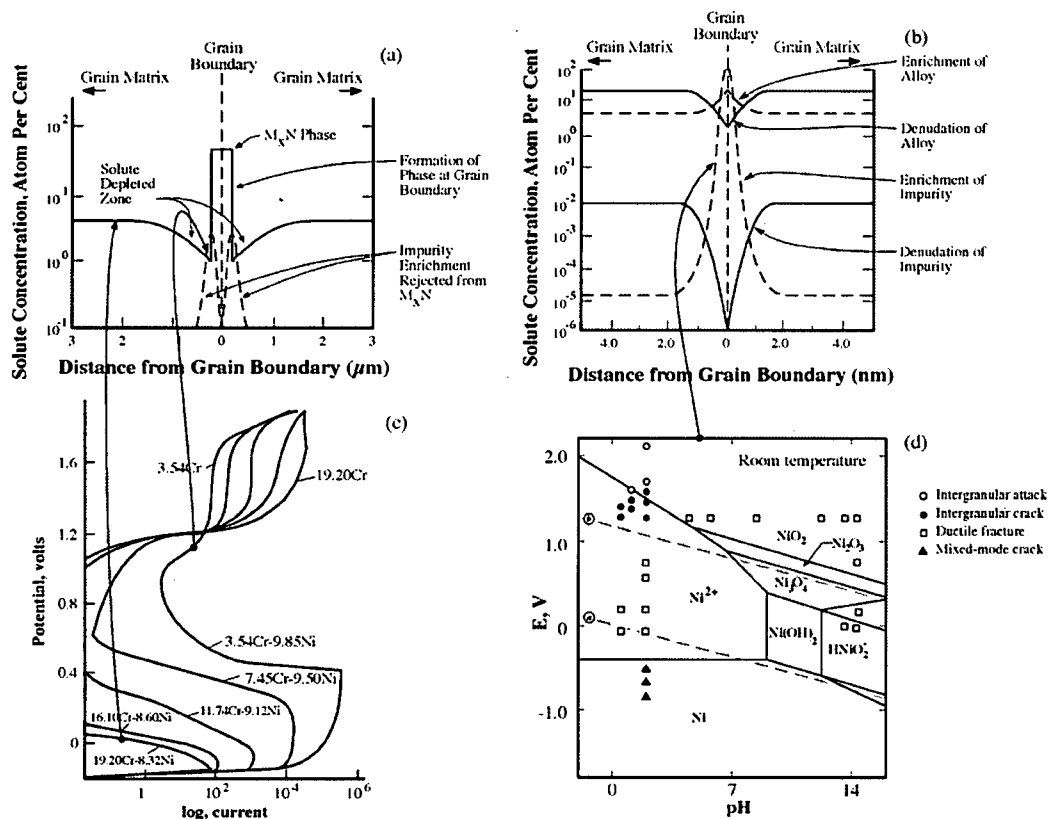 (a)
Grain
Boundary
Grain Matrix
Grain Matrix
Solute Concentration, Atom Per Cent
10²
10¹
10⁰
10⁻¹
MₓN Phase
Solute
Depleted
Zone
Formation of
Phase at Grain
Boundary
Impurity
Enrichment
Rejected from
MₓN
3
2
1
0
1
2
3
Distance from Grain Boundary (µm)
(b)
Grain
Boundary
Grain Matrix
Grain Matrix
Solute Concentration, Atom Per Cent
10²
10¹
10⁰
10⁻¹
10⁻²
10⁻³
10⁻⁴
10⁻⁵
10⁻⁶
Enrichment of
Alloy
Denudation of
Alloy
Enrichment of
Impurity
Denudation of
Impurity
4.0
2.0
0
2.0
4.0
Distance from Grain Boundary (nm)
(c)
Potential, volts
1.6
1.2
0.8
0.4
0
3.54Cr
19.20Cr
3.54Cr-9.85Ni
7.45Cr-9.50Ni
11.74Cr-9.12Ni
16.10Cr-8.60Ni
19.20Cr-8.32Ni
1
10²
10⁻⁴
10⁶
log, current
(d)
Room temperature
E, V
2.0
1.0
0
-1.0
NiO₂
Ni₂O₃
Ni₃O₄
Ni²⁺
Ni(OH)₂
HNiO₂⁻
Ni
b
a
0
7
14
pH
Intergranular attack
Intergranular crack
Ductile fracture
Mixed-mode crack